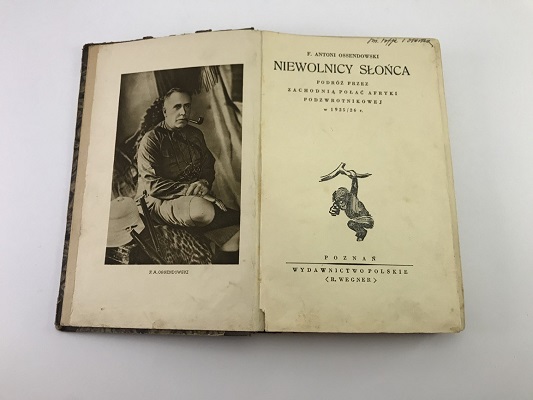 F. A. OSSENDOWSKI
F. ANTONI OSSENDOWSKI
NIEWOLNICY SŁOŃCA
PODRÓŻ PRZEZ
ZACHODNIĄ POŁAĆ AFRYKI
PODZWROTNIKOWEJ
w 1925/26 r.
POZNAŃ
WYDAWNICTWO POLSKIE
(R. WEGNER)